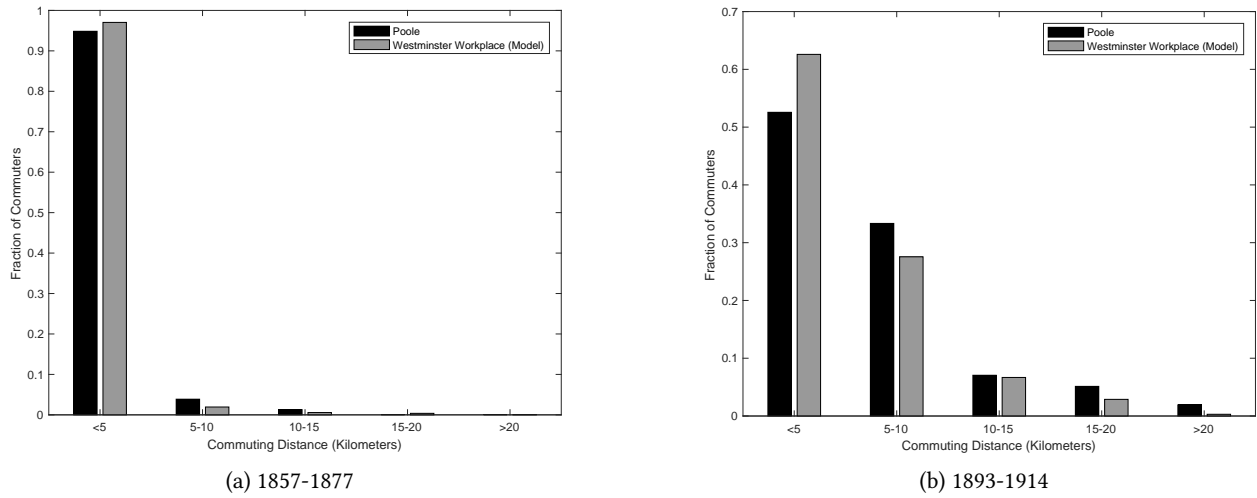 1
0.9
0.8
0.7
0.6
0.5
0.4
0.3
0.2
0.1
0
Fraction of Commuters
Poole
Westminster Workplace (Model)
<5
5-10
10-15
15-20
>20
Commuting Distance (Kilometers)
(a) 1857-1877
0.7
0.6
0.5
0.4
0.3
0.2
0.1
0
Fraction of Commuters
Poole
Westminster Workplace (Model)
<5
5-10
10-15
15-20
>20
Commuting Distance (Kilometers)
(b) 1893-1914